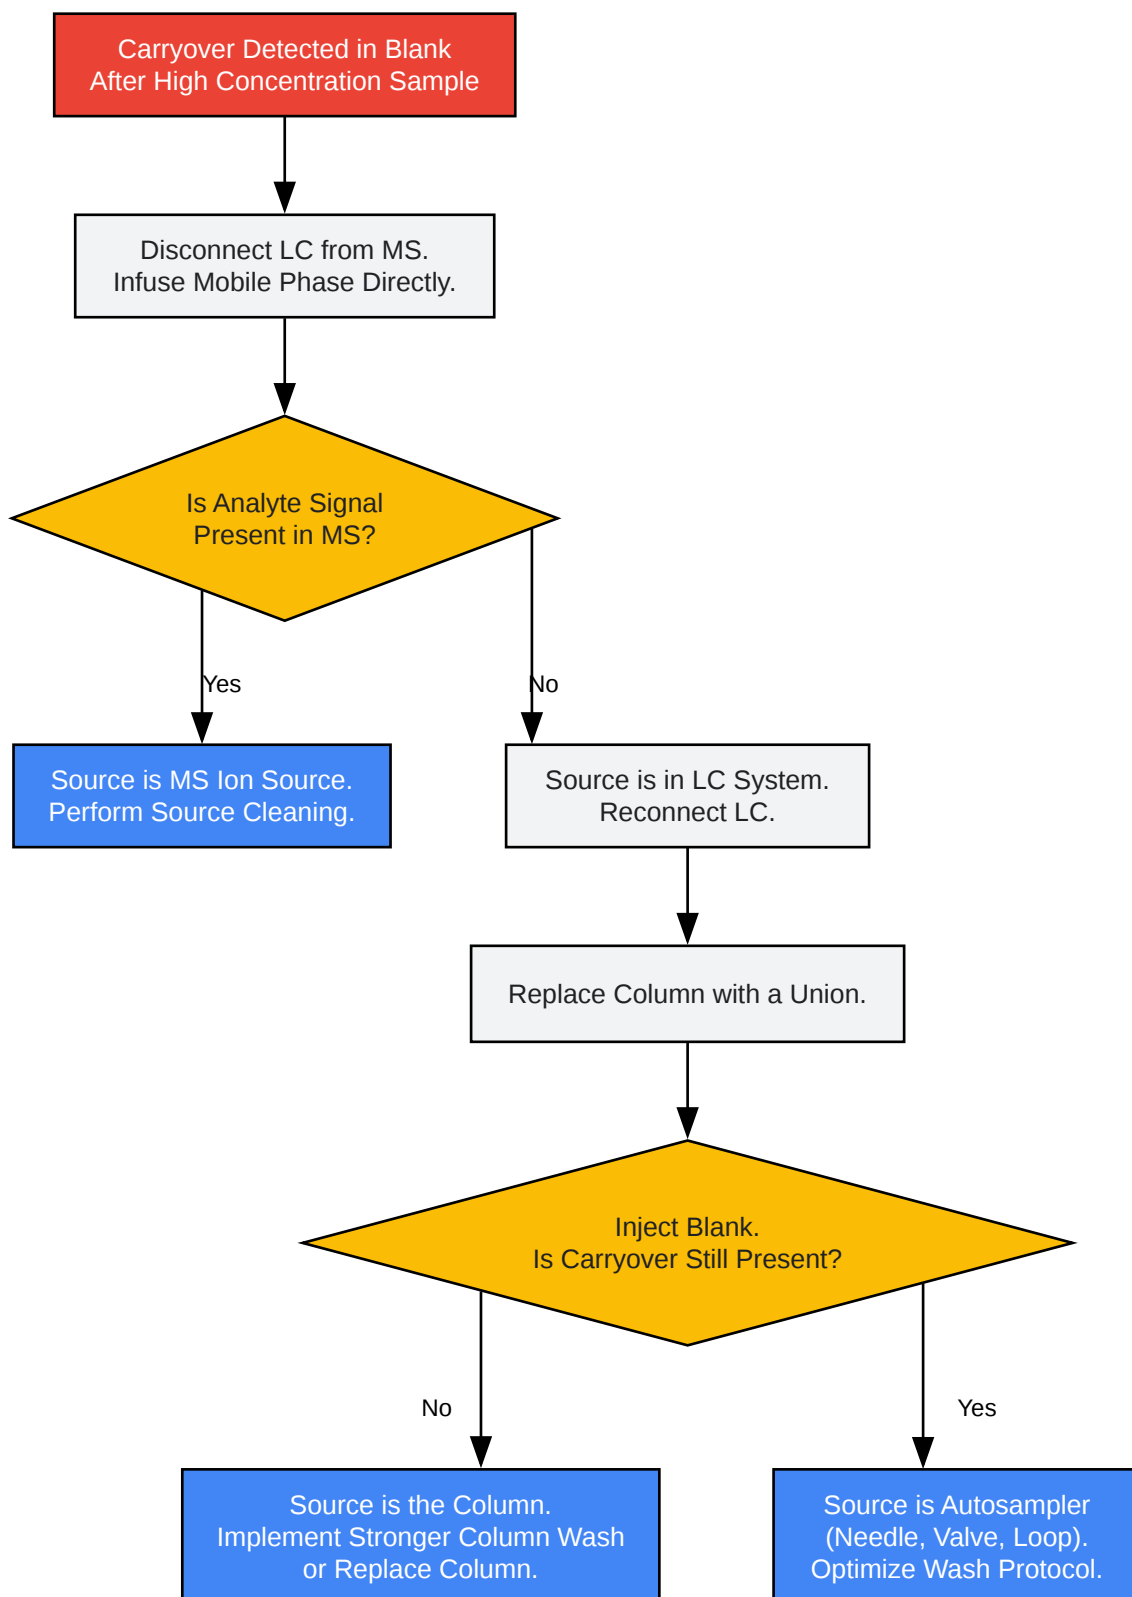 Carryover Detected in Blank
After High Concentration Sample
Disconnect LC from MS.
Infuse Mobile Phase Directly.
Is Analyte Signal
Present in MS?
Yes
No
Source is MS Ion Source.
Perform Source Cleaning.
Source is in LC System.
Reconnect LC.
Replace Column with a Union.
Inject Blank.
Is Carryover Still Present?
No
Yes
Source is the Column.
Implement Stronger Column Wash
or Replace Column.
Source is Autosampler
(Needle, Valve, Loop).
Optimize Wash Protocol.